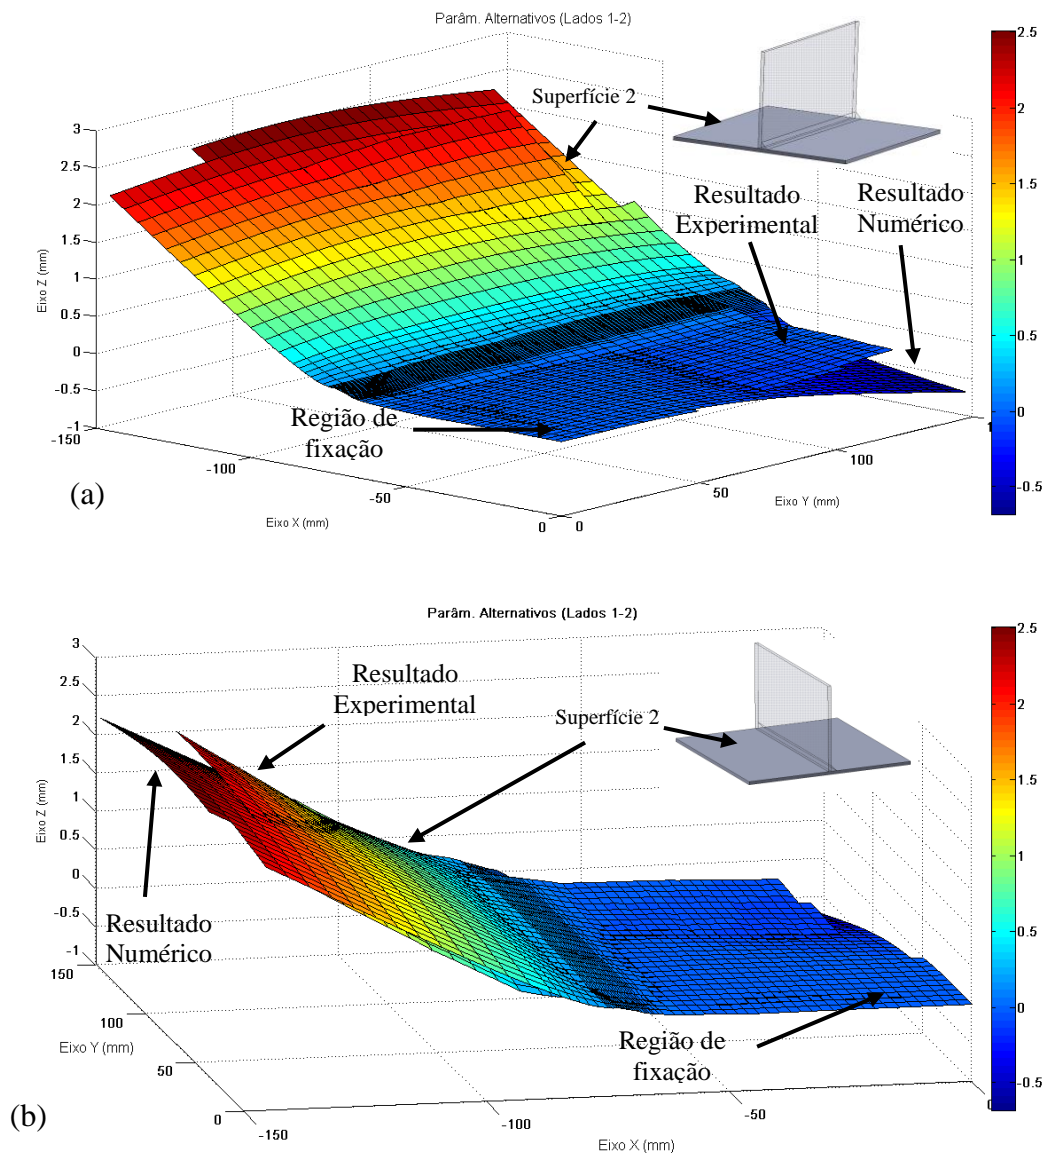 Parâm. Alternativos (Lados 1-2)
Superfície 2
Resultado
Experimental
Resultado
Numérico
Região de
fixação
Eixo Z (mm)
3
2.5
2
1.5
1
0.5
0
-0.5
-1
-150
-100
-50
0
Eixo X (mm)
0
50
100
1
Eixo Y (mm)
2.5
2
1.5
1
0.5
0
-0.5
(a)
Parâm. Alternativos (Lados 1-2)
Resultado
Experimental
Superfície 2
Resultado
Numérico
Região de
fixação
Eixo Z (mm)
3
2.5
2
1.5
1
0.5
0
-0.5
-1
150
100
50
0
Eixo Y (mm)
-150
-100
-50
Eixo X (mm)
2.5
2
1.5
1
0.5
0
-0.5
(b)